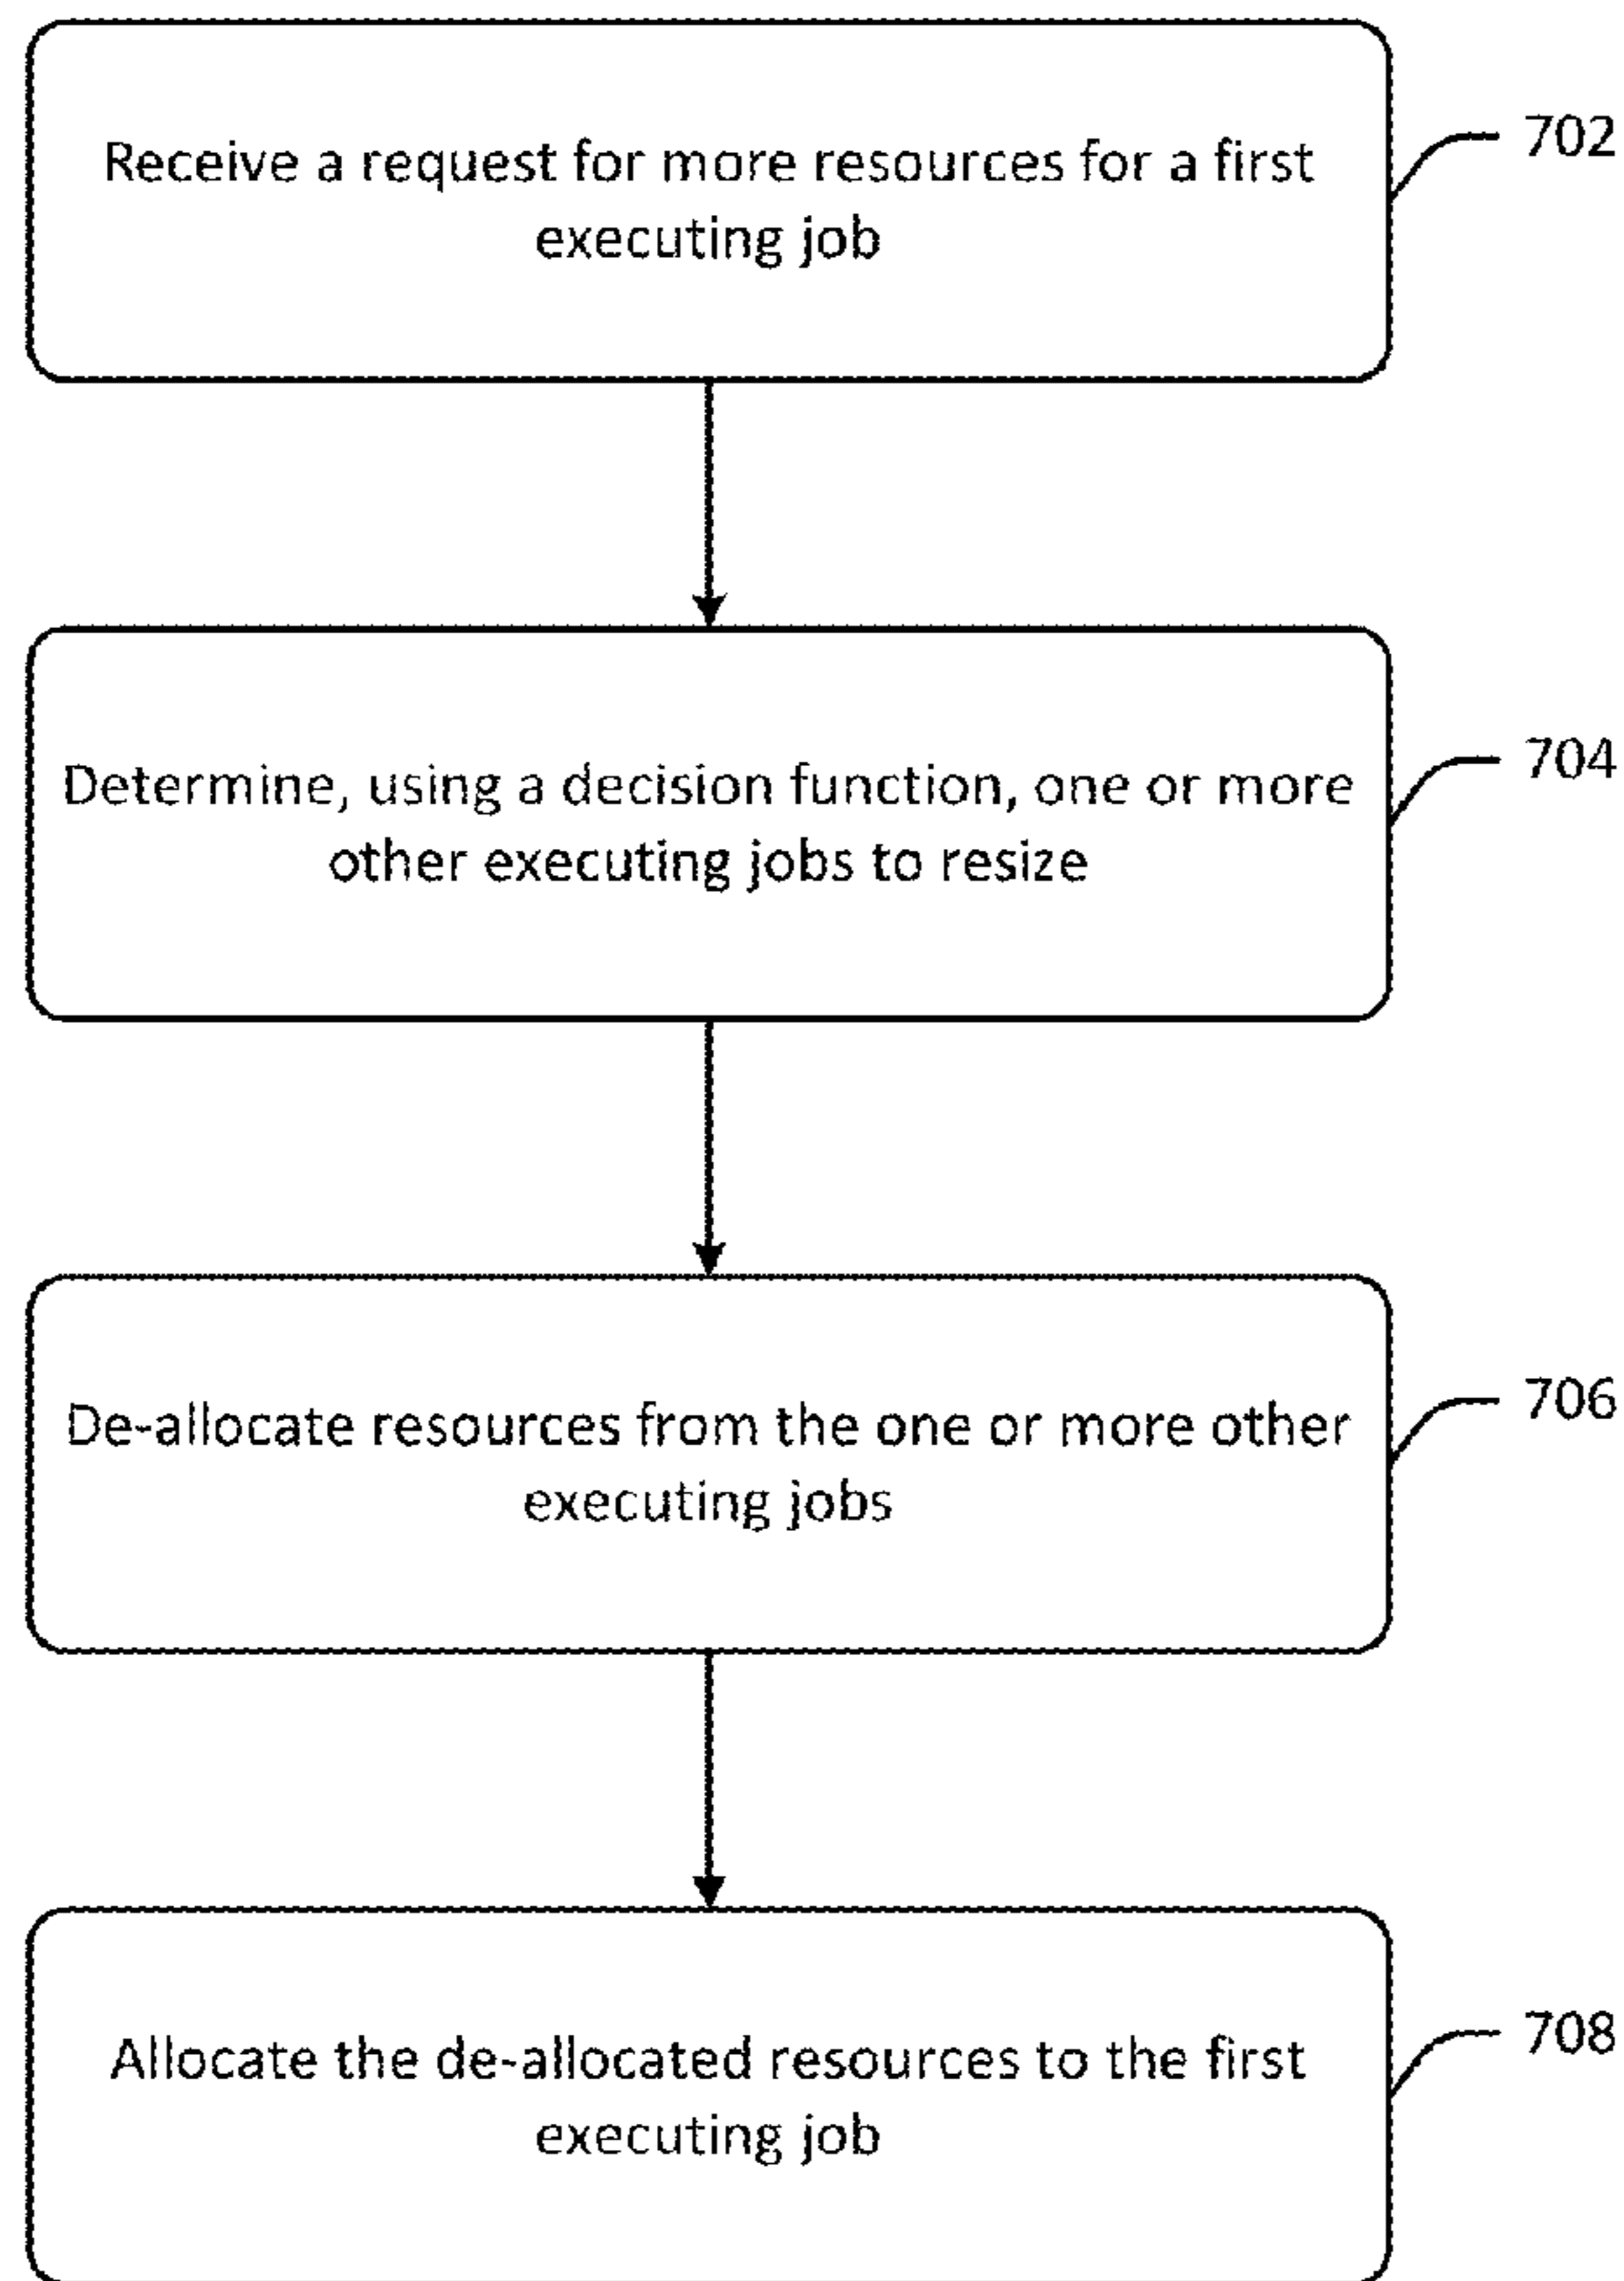 Receive a request for more resources for a first
executing job
702
Determine, using a decision function, one or more
other executing jobs to resize
704
De-allocate resources from the one or more other
executing jobs
706
Allocate the de-allocated resources to the first
executing job
708